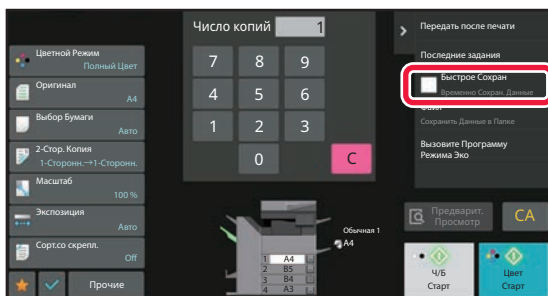 Число копий 1
7 8 9
4 5 6
1 2 3
0 C
Цветной Режим
Полный Цвет
Оригинал
A4
Выбор Бумаги
Авто
2-Стор. Копия
1-Сторонн.→1-Сторонн.
Масштаб
100 %
Экспозиция
Авто
Сорт.со скрепл.
Off
Прочие
1 A4
2 B5
3 B4
4 A3
Обычная 1
A4
Передать после печати
Последние задания
Быстрое Сохран
Временно Сохран. Данные
Файл
Сохранить Данные в Папке
Вызовите Программу
Режима Эко
Предварит.
Просмотр
CA
Ч/Б
Старт
Цвет
Старт